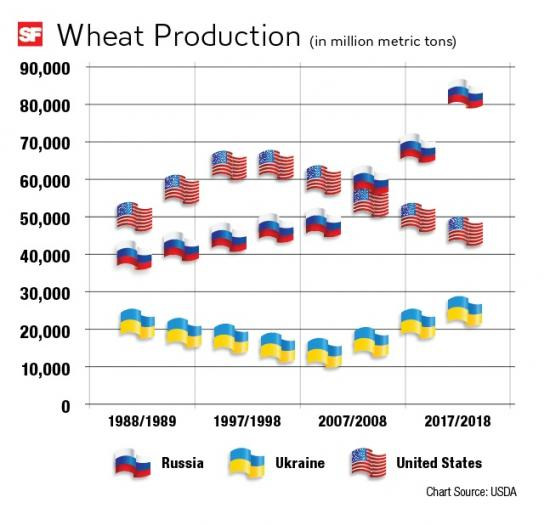 SF Wheat Production (in million metric tons)
90,000
80,000
70,000
60,000
50,000
40,000
30,000
20,000
10,000
0
1988/1989 1997/1998 2007/2008 2017/2018
Russia Ukraine United States
Chart Source: USDA